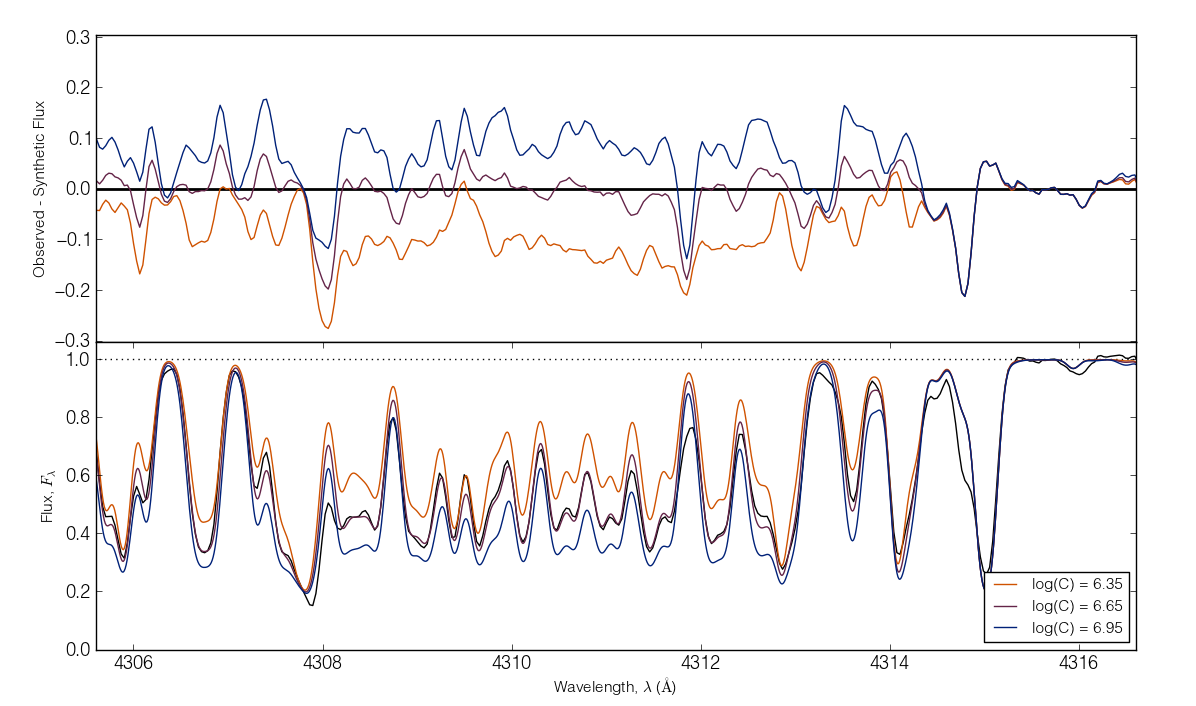 0.3
0.2
0.1
0.0
−0.1
−0.2
−0.3
Observed - Synthetic Flux
1.0
0.8
0.6
0.4
0.2
0.0
Flux, Fλ
log(C) = 6.35
log(C) = 6.65
log(C) = 6.95
4306 4308 4310 4312 4314 4316
Wavelength, λ (Å)